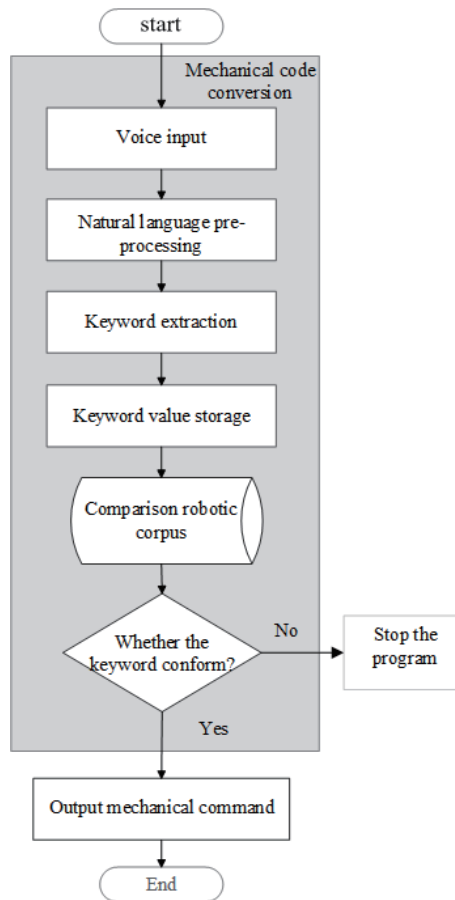 start
Mechanical code
conversion
Voice input
Natural language pre-
processing
Keyword extraction
Keyword value storage
Comparison robotic
corpus
Whether the
keyword conform?
No
Stop the
program
Yes
Output mechanical command
End